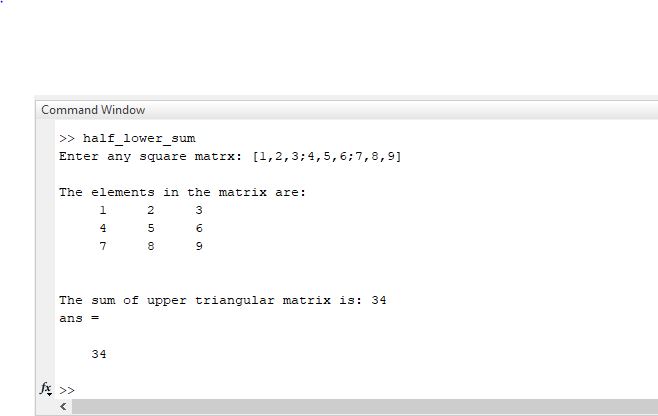 Command Window
>> half_lower_sum
Enter any square matrx: [1,2,3;4,5,6;7,8,9]
The elements in the matrix are:
1 2 3
4 5 6
7 8 9
The sum of upper triangular matrix is: 34
ans =
34
fx >>